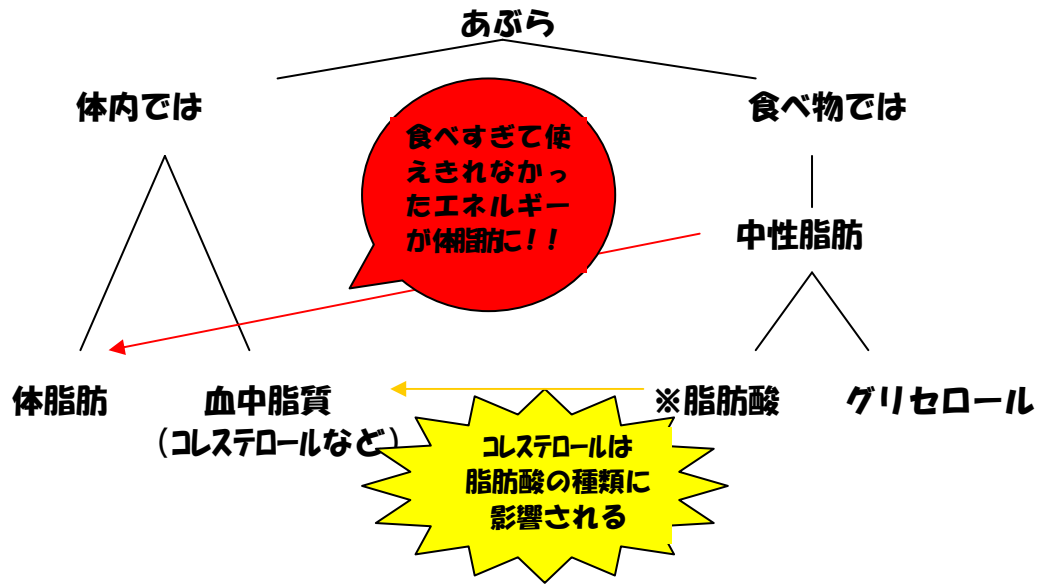 あぶら
体内では
食べ物では
食べすぎて使
えきれなかっ
たエネルギー
が体脂肪に!!
中性脂肪
体脂肪
血中脂質
(コレステロールなど)
※脂肪酸
グリセロール
コレステロールは
脂肪酸の種類に
影響される